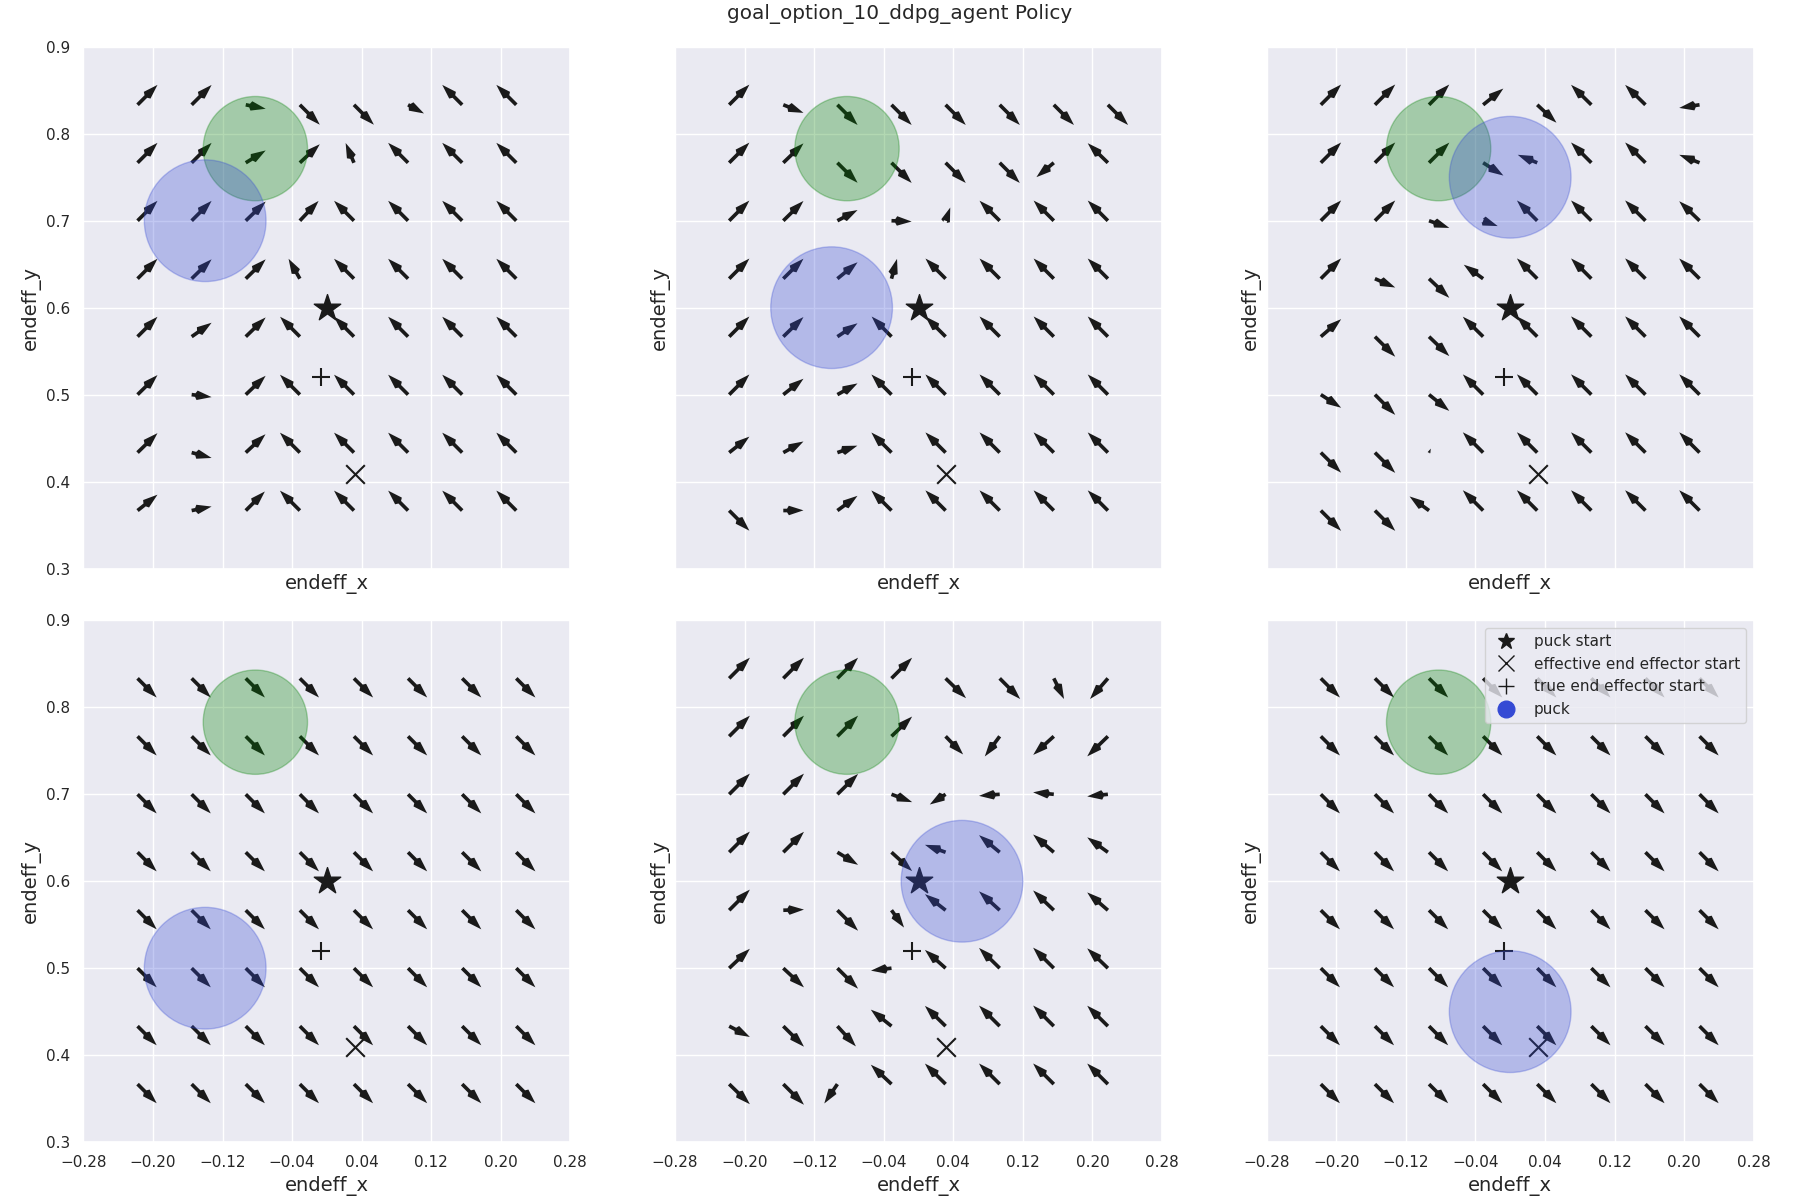 goal_option_10_ddpg_agent Policy
0.9
0.8
0.7
0.6
0.5
0.4
0.3
endeff_y
endeff_x
endeff_y
endeff_x
endeff_y
endeff_x
0.9
0.8
0.7
0.6
0.5
0.4
0.3
endeff_y
−0.28 −0.20 −0.12 −0.04 0.04 0.12 0.20 0.28
endeff_x
endeff_y
−0.28 −0.20 −0.12 −0.04 0.04 0.12 0.20 0.28
endeff_x
puck start
effective end effector start
true end effector start
puck
endeff_y
−0.28 −0.20 −0.12 −0.04 0.04 0.12 0.20 0.28
endeff_x